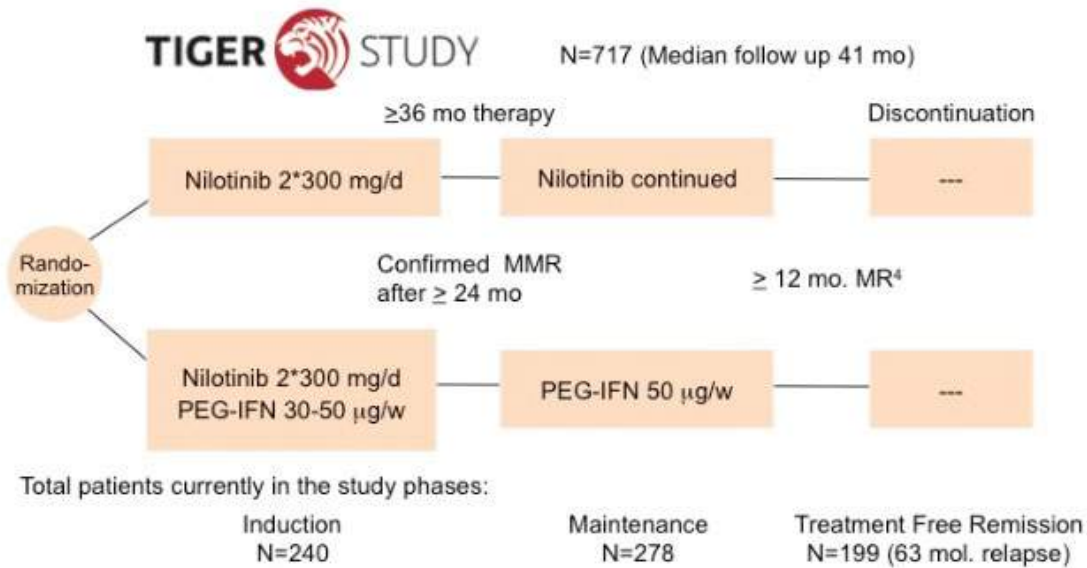 TIGER STUDY N=717 (Median follow up 41 mo)
≥36 mo therapy Discontinuation
Nilotinib 2*300 mg/d Nilotinib continued ---
Rando-
mization
Confirmed MMR
after ≥ 24 mo
≥ 12 mo. MR⁴
Nilotinib 2*300 mg/d
PEG-IFN 30-50 µg/w
PEG-IFN 50 µg/w ---
Total patients currently in the study phases:
Induction Maintenance Treatment Free Remission
N=240 N=278 N=199 (63 mol. relapse)